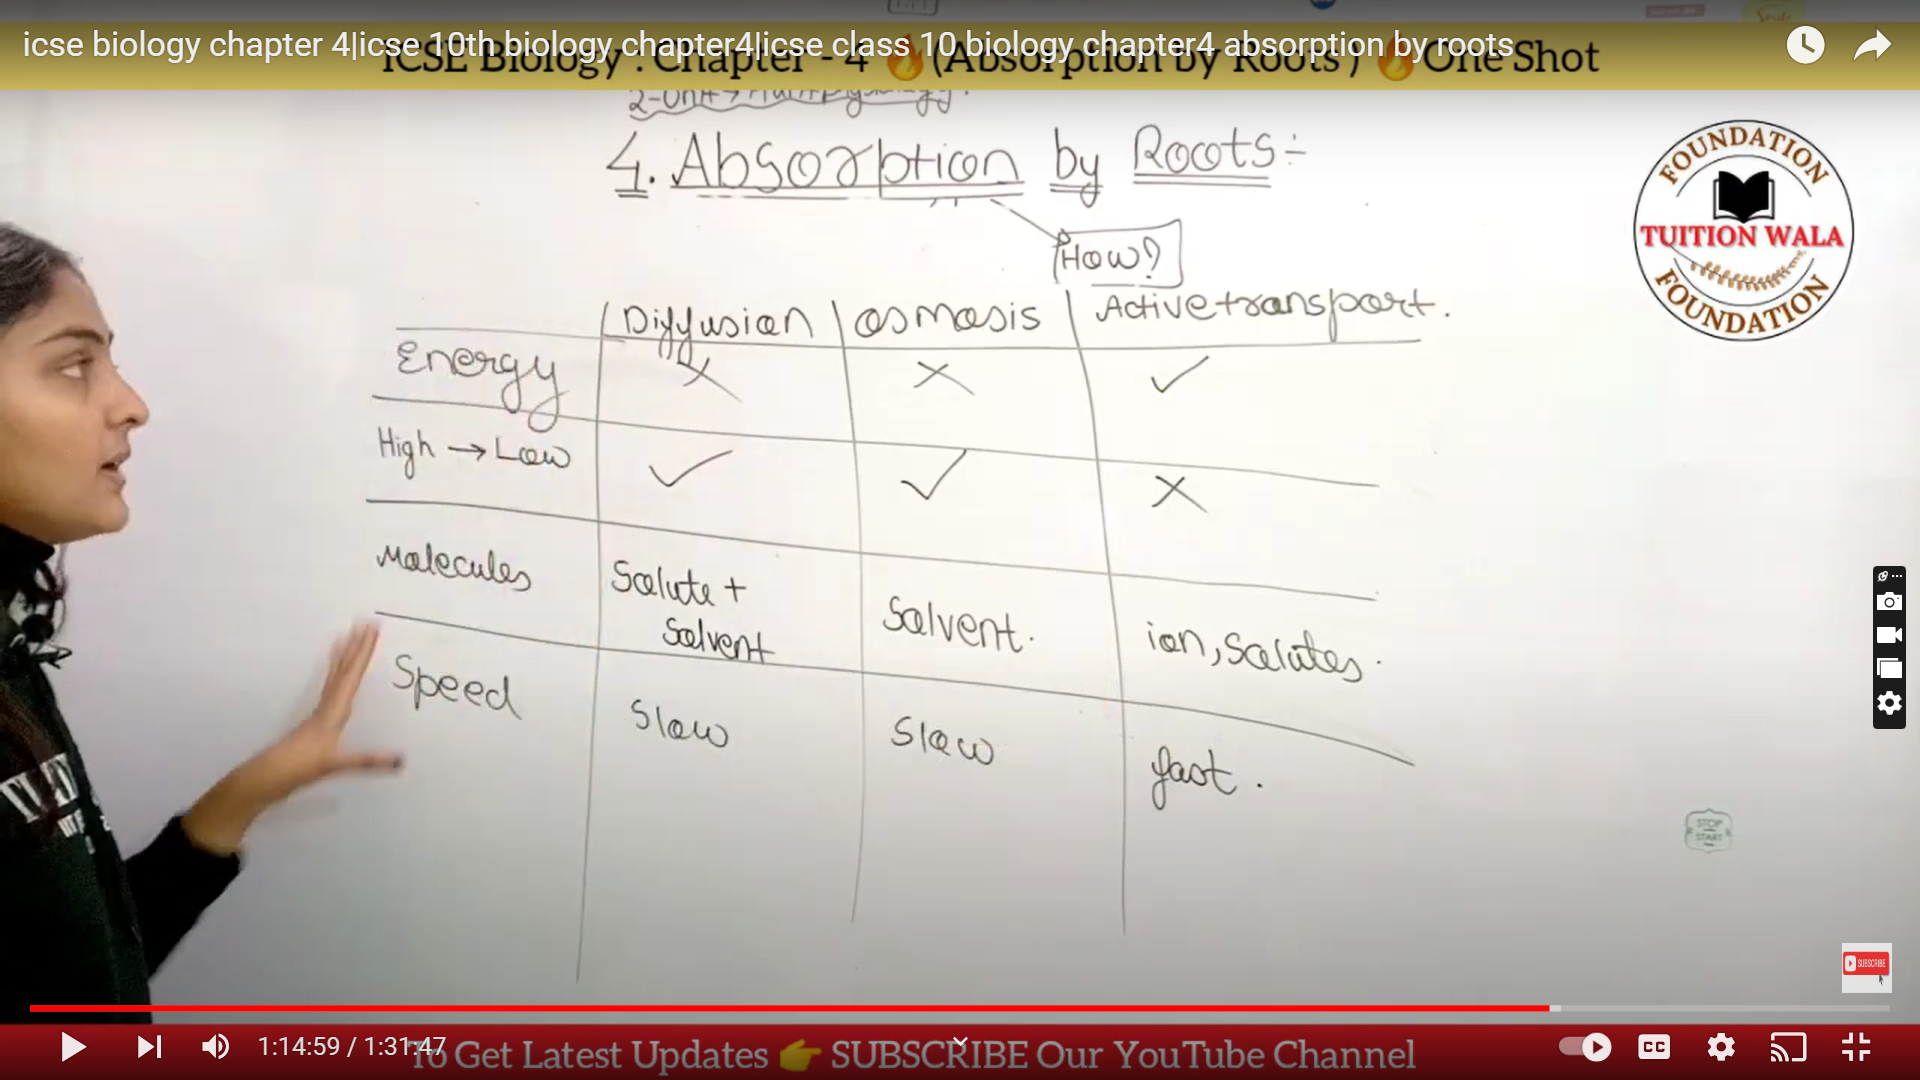 icse biology chapter 4|icse 10th biology chapter4|icse class 10 biology chapter4 absorption by roots
ICSE Biology : Chapter - 4 🔥 (Absorption by Roots) 🔥 One Shot
4. Absorption by Roots :-
How?
Diffusion Osmosis Active transport.
Energy X X ✓
High → Low ✓ ✓ X
Molecules Solute + Solvent Solvent. ion, Solutes.
Speed Slow Slow fast.
FOUNDATION
TUITION WALA
FOUNDATION
STOP
START
SUBSCRIBE
1:14:59 / 1:31:47
To Get Latest Updates 👉 SUBSCRIBE Our YouTube Channel
CC